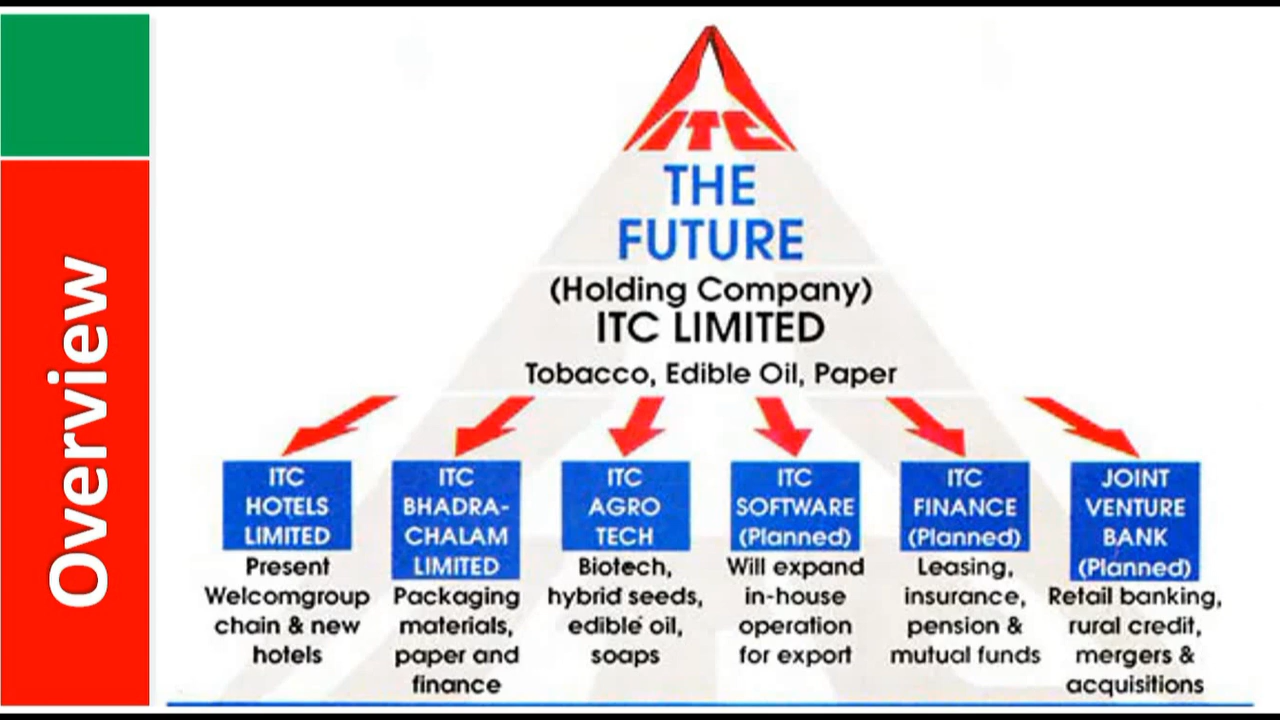 Overview
ITC
THE
FUTURE
(Holding Company)
ITC LIMITED
Tobacco, Edible Oil, Paper
ITC
HOTELS
LIMITED
Present
Welcomgroup
chain & new
hotels
ITC
BHADRA-
CHALAM
LIMITED
Packaging
materials,
paper and
finance
ITC
AGRO
TECH
Biotech,
hybrid seeds,
edible oil,
soaps
ITC
SOFTWARE
(Planned)
Will expand
in-house
operation
for export
ITC
FINANCE
(Planned)
Leasing,
insurance,
pension &
mutual funds
JOINT
VENTURE
BANK
(Planned)
Retail banking,
rural credit,
mergers &
acquisitions